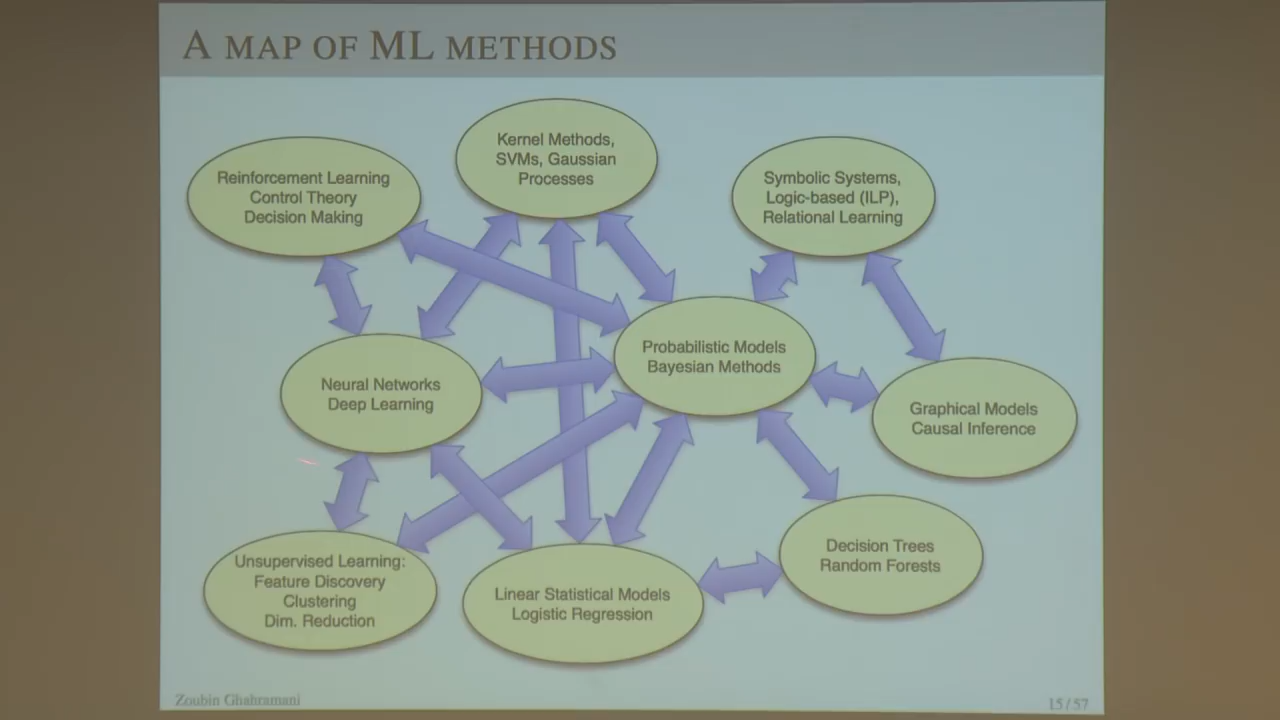 A MAP OF ML METHODS
Kernel Methods,
SVMs, Gaussian
Processes
Reinforcement Learning
Control Theory
Decision Making
Symbolic Systems,
Logic-based (ILP),
Relational Learning
Probabilistic Models
Bayesian Methods
Neural Networks
Deep Learning
Graphical Models
Causal Inference
Decision Trees
Random Forests
Unsupervised Learning:
Feature Discovery
Clustering
Dim. Reduction
Linear Statistical Models
Logistic Regression
Zoubin Ghahramani
15 / 57